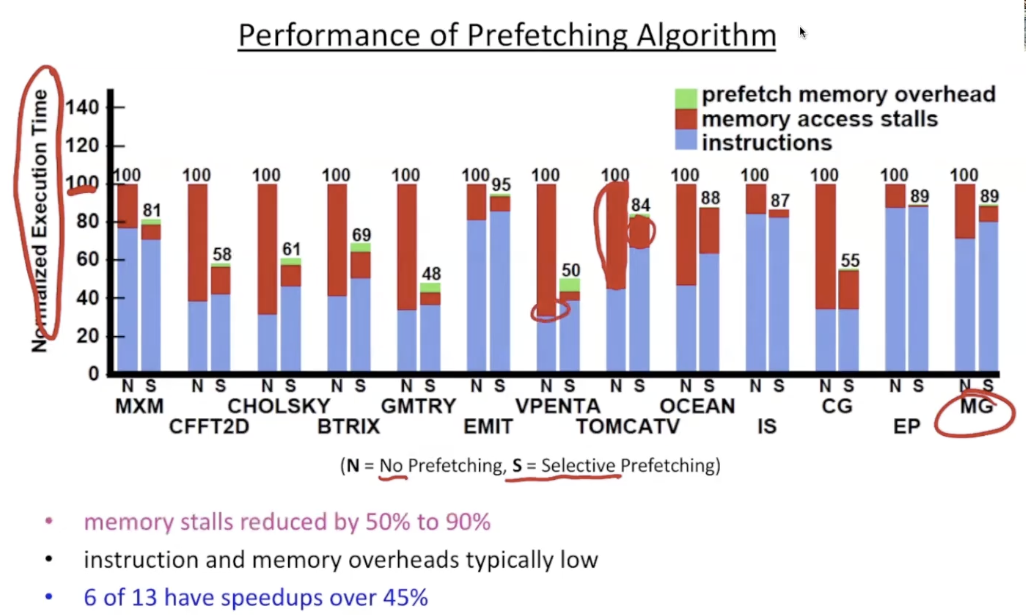 Performance of Prefetching Algorithm
Normalized Execution Time
140
120
100
80
60
40
20
0
prefetch memory overhead
memory access stalls
instructions
100 81 100 58 100 61 100 69 100 48 100 95 100 50 100 84 100 88 100 87 100 55 100 89 100 89
N S N S N S N S N S N S N S N S N S N S N S N S N S
MXM CHOLSKY GMTRY VPENTA OCEAN CG MG
CFFT2D BTRIX EMIT TOMCATV IS EP
(N = No Prefetching, S = Selective Prefetching)
• memory stalls reduced by 50% to 90%
• instruction and memory overheads typically low
• 6 of 13 have speedups over 45%